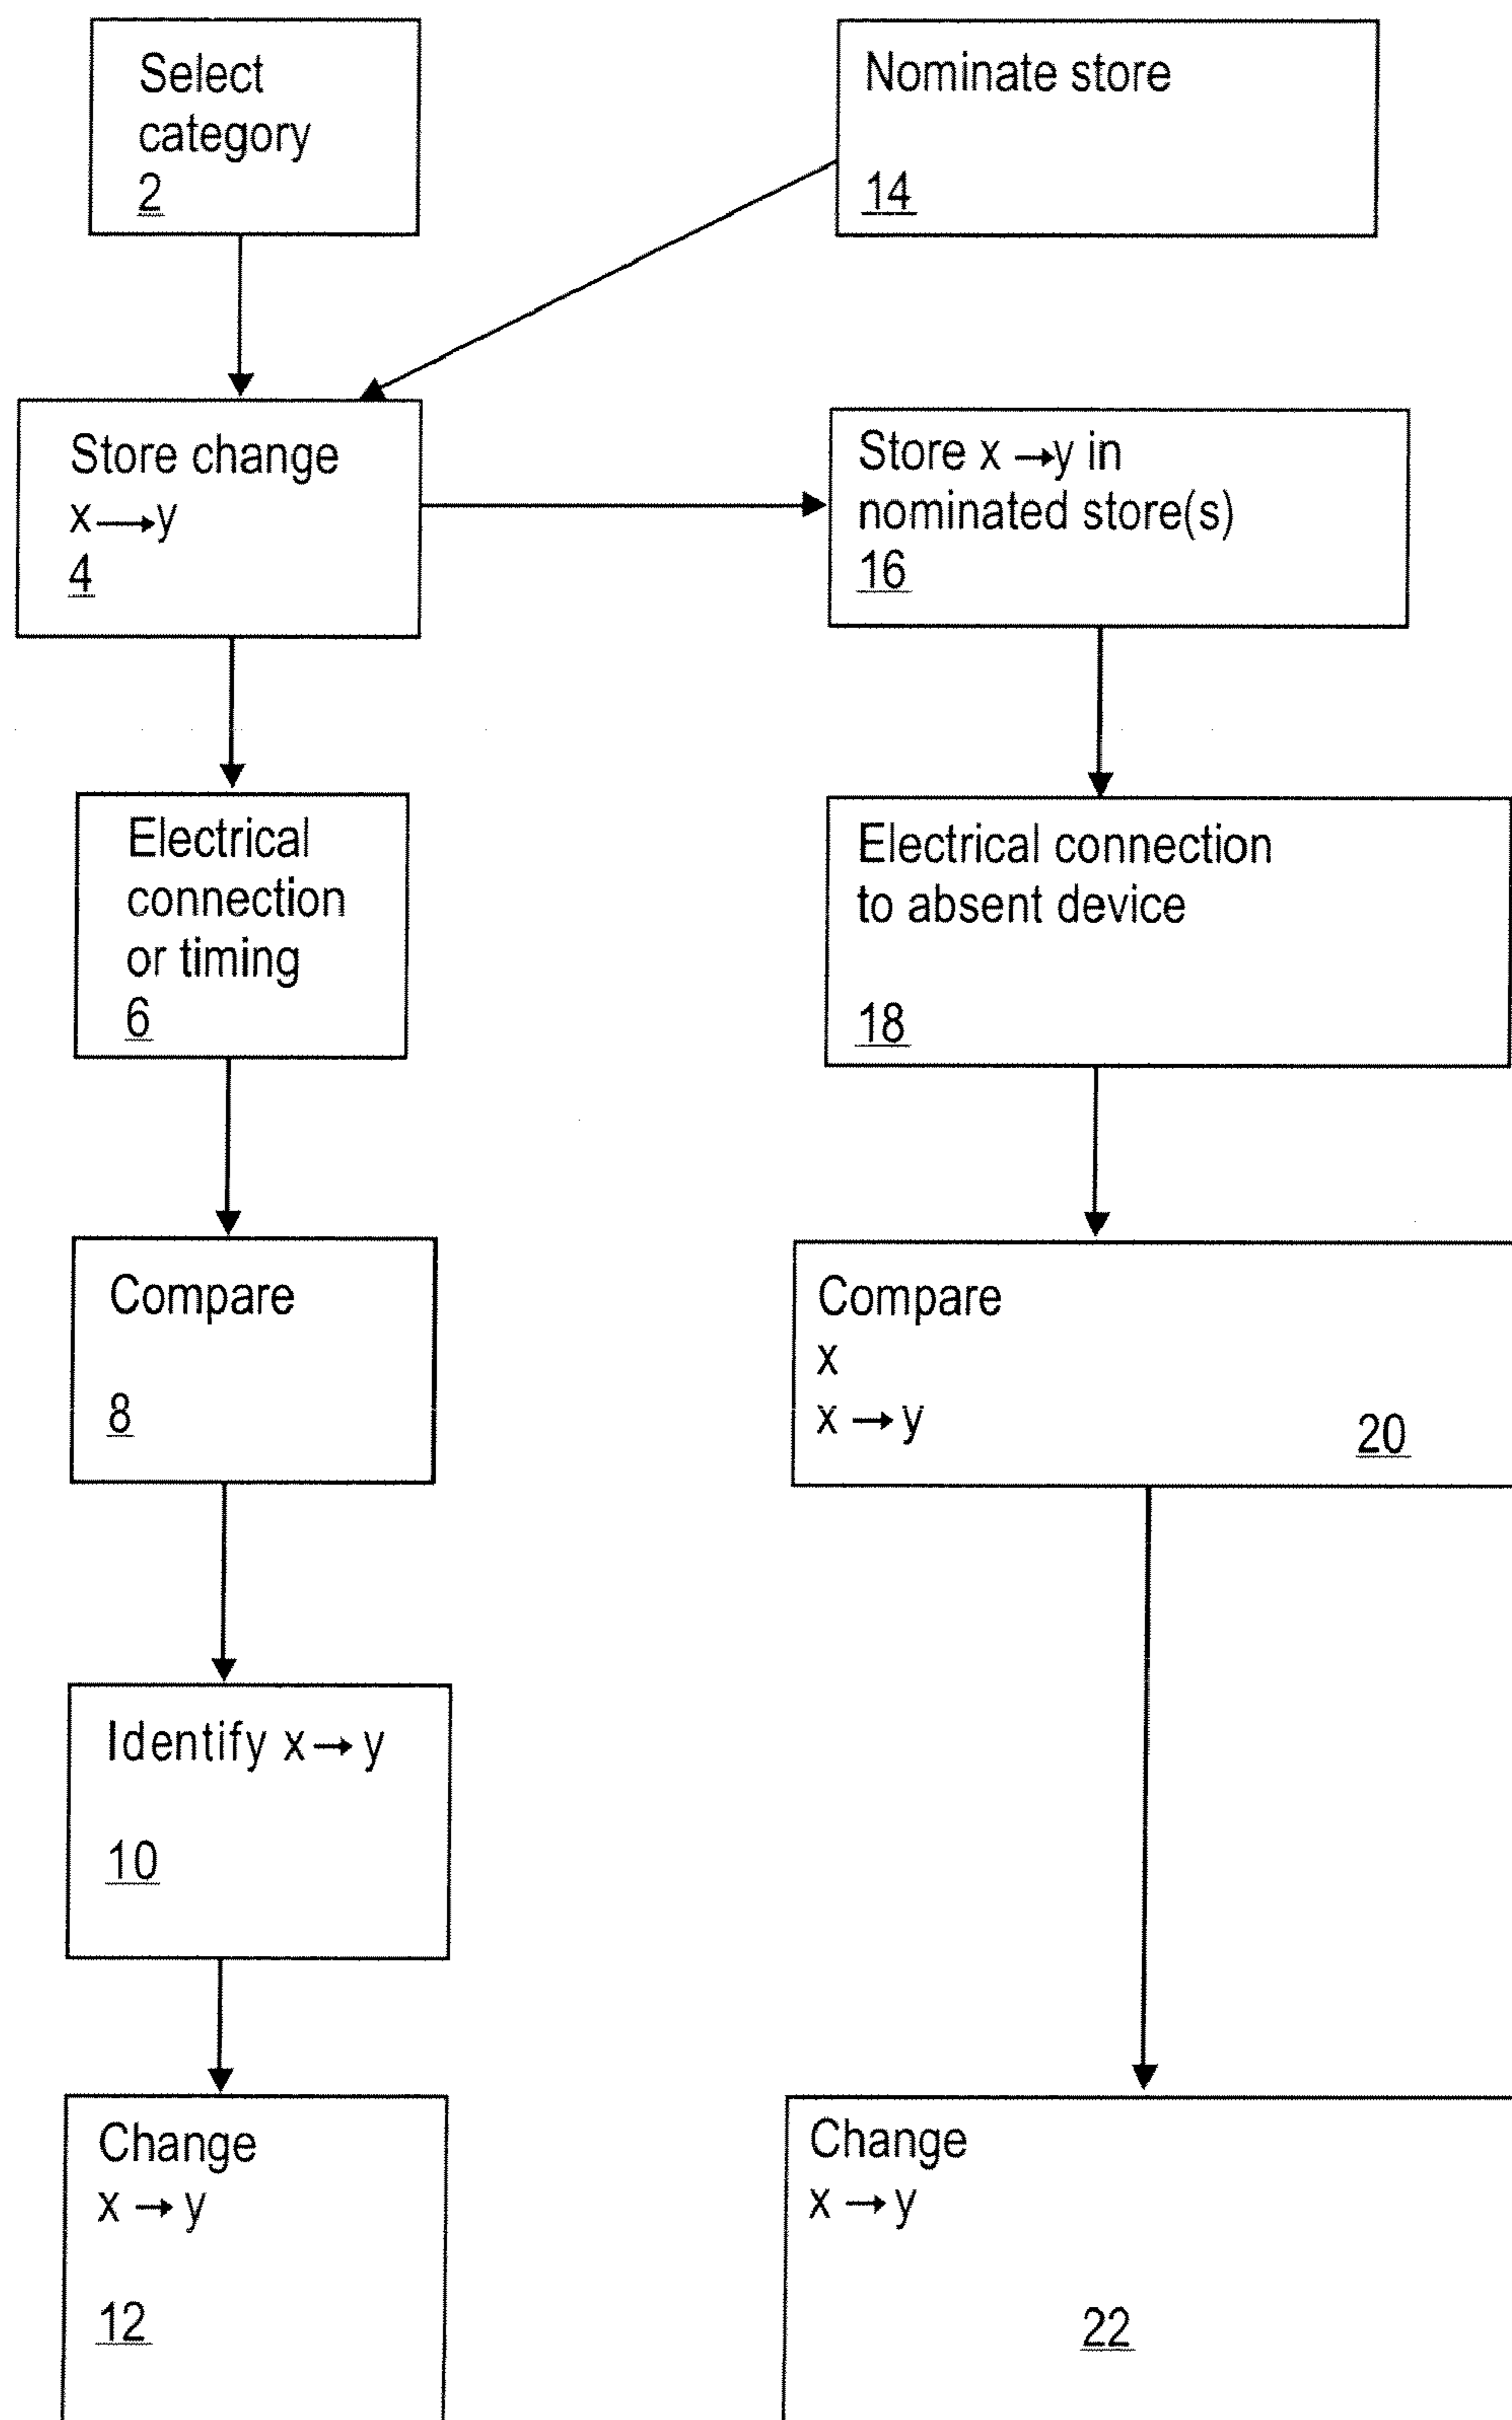 Select
category
2
Nominate store
14
Store change
x→y
4
Store x→y in
nominated store(s)
16
Electrical
connection
or timing
6
Electrical connection
to absent device
18
Compare
8
Compare
x
x→y
20
Identify x→y
10
Change
x→y
12
Change
x→y
22